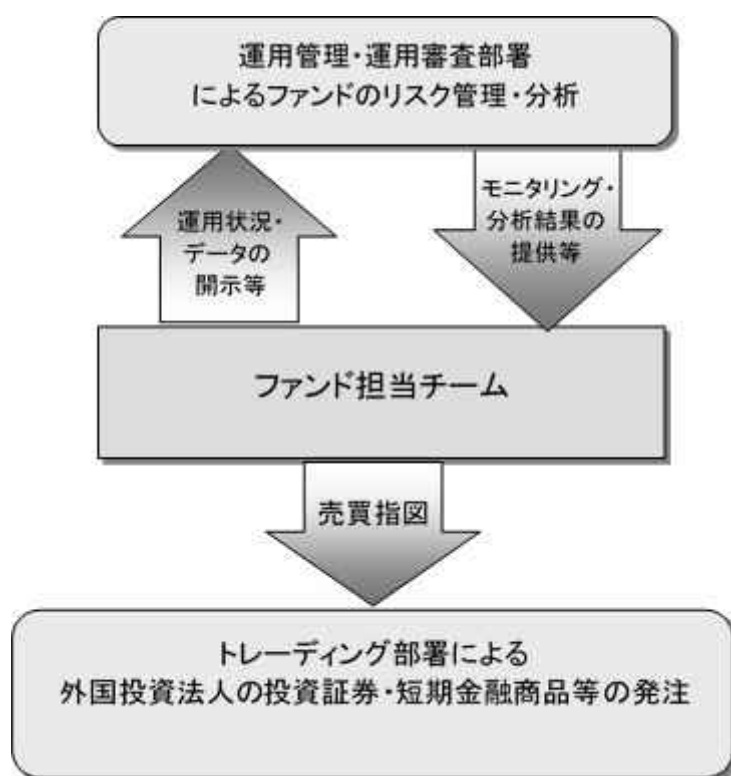 運用管理・運用審査部署
によるファンドのリスク管理・分析
運用状況・
データの
開示等
モニタリング・
分析結果の
提供等
ファンド担当チーム
売買指図
トレーディング部署による
外国投資法人の投資証券・短期金融商品等の発注